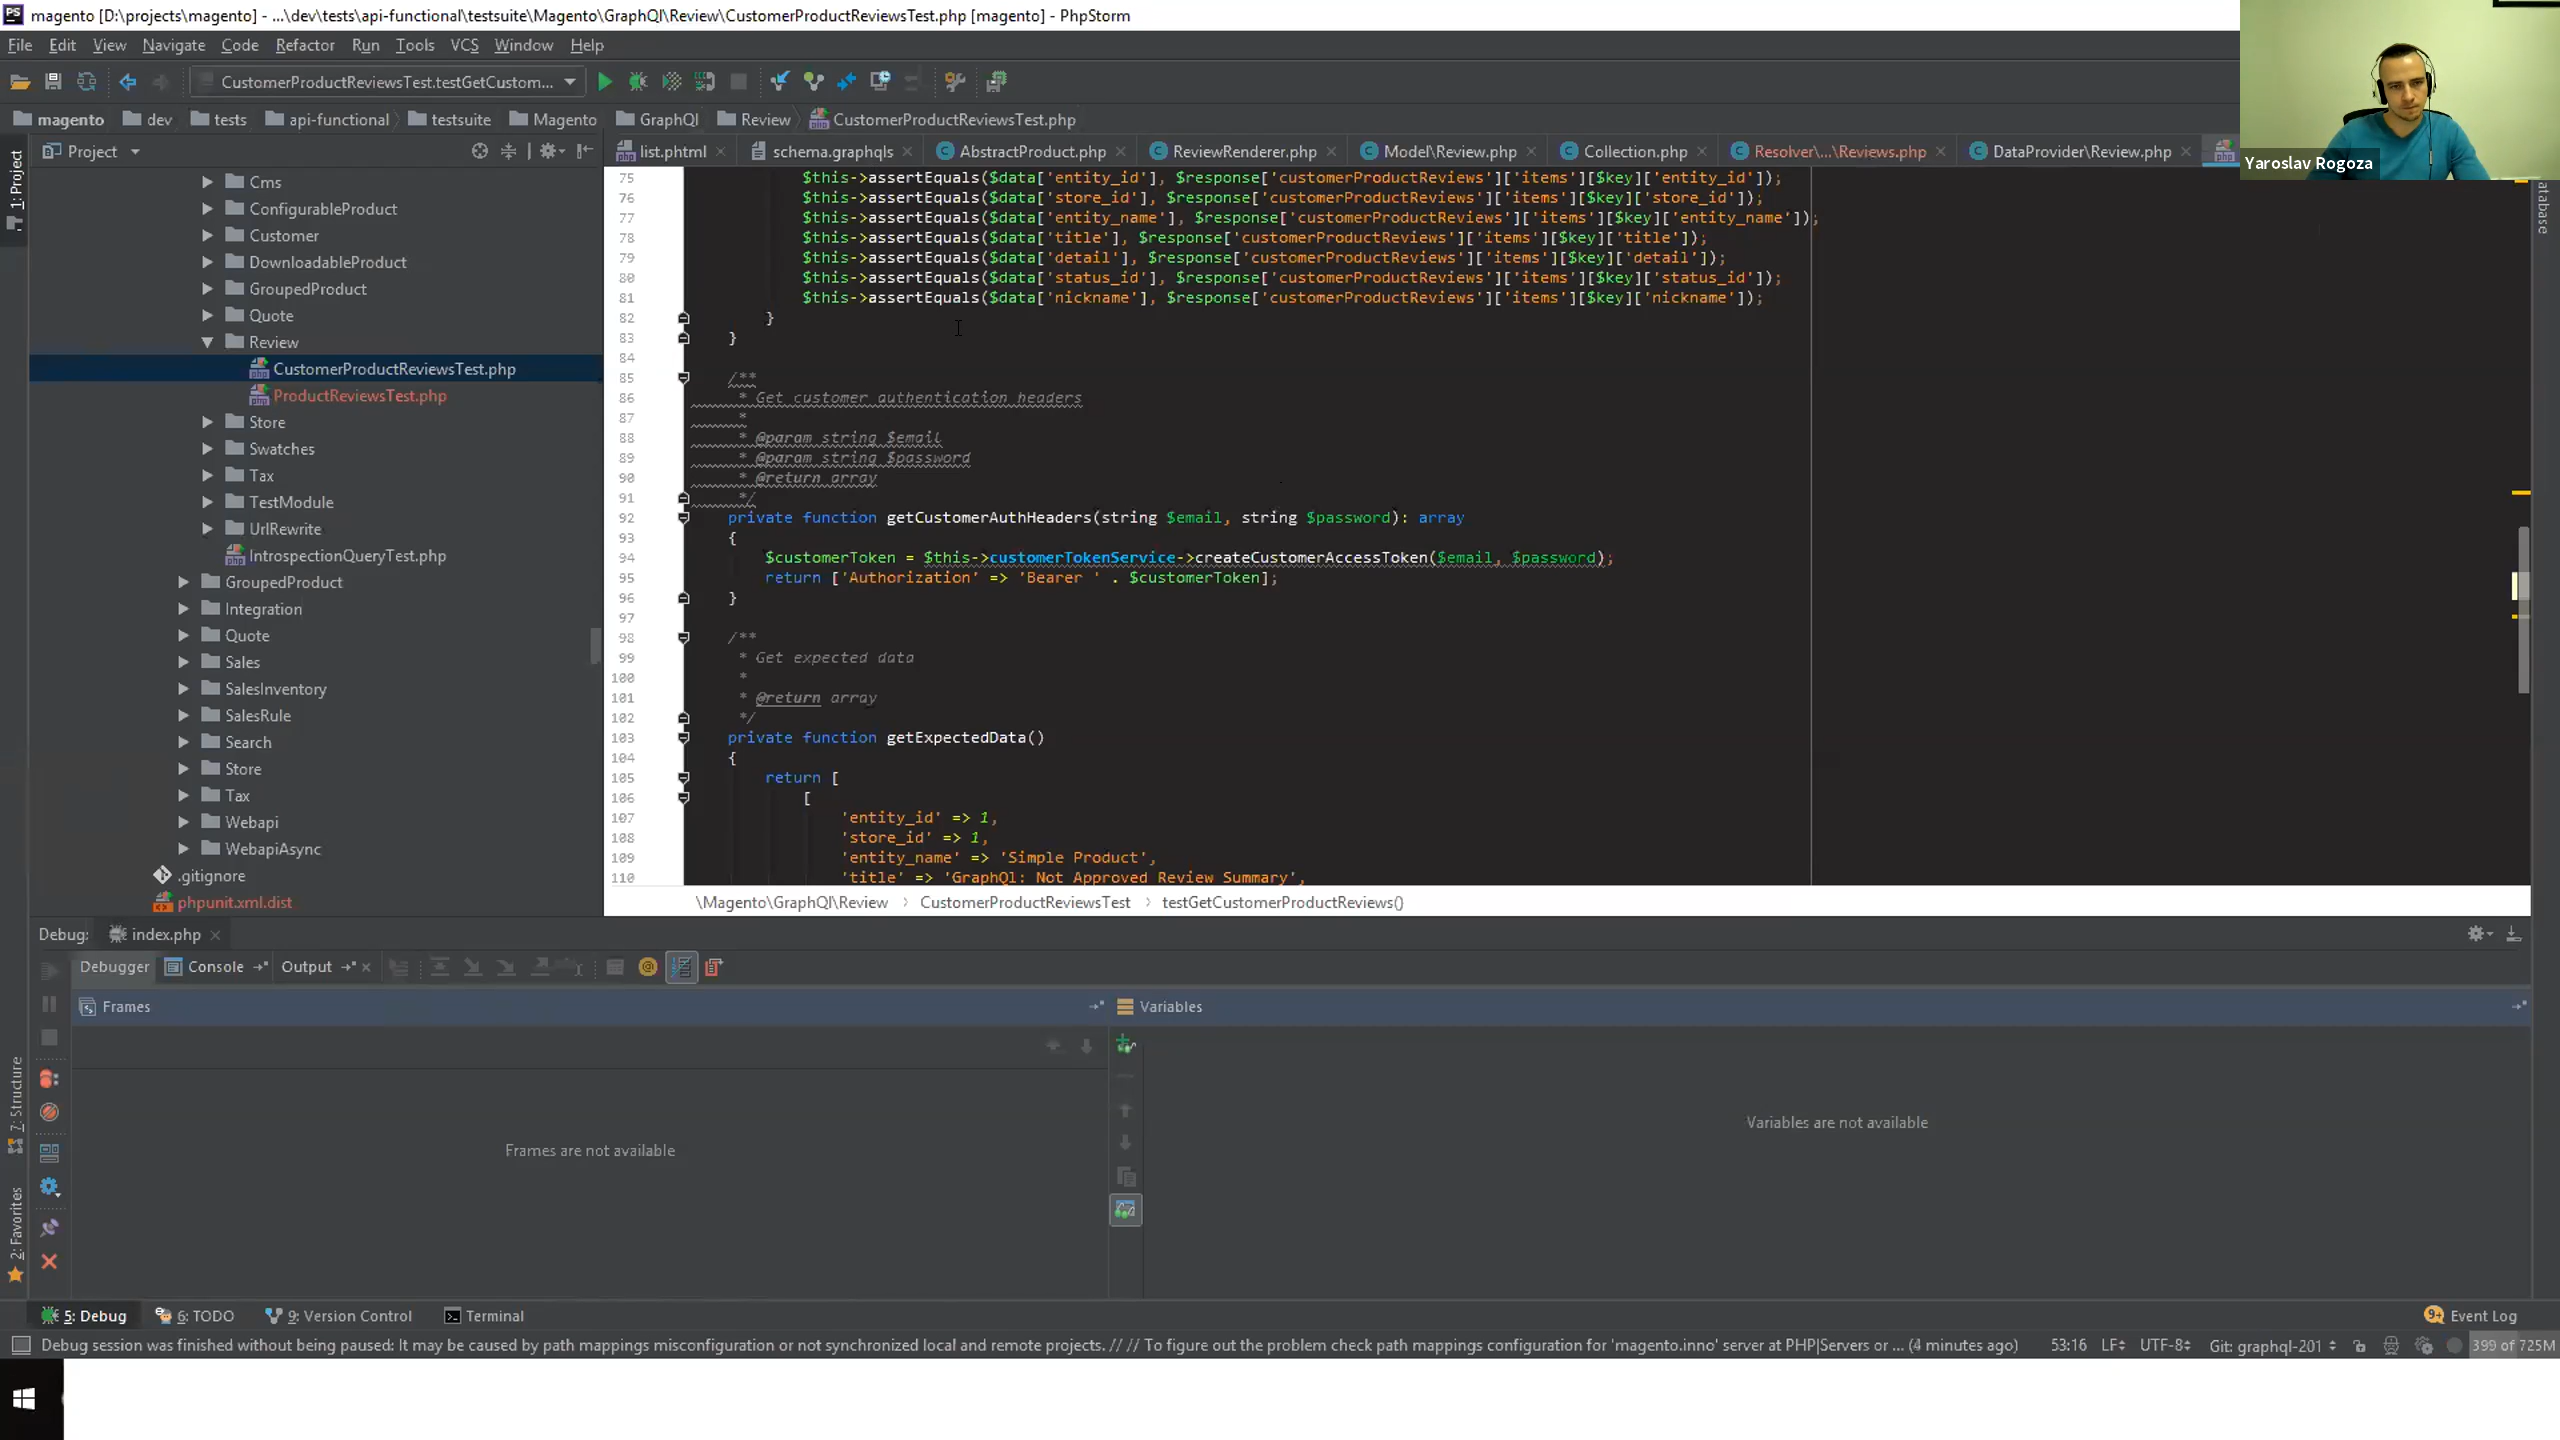 magento [D:\projects\magento] - ...\dev\tests\api-functional\testsuite\Magento\GraphQl\Review\CustomerProductReviewsTest.php [magento] - PhpStorm
File Edit View Navigate Code Refactor Run Tools VCS Window Help
CustomerProductReviewsTest.testGetCustom...
magento dev tests api-functional testsuite Magento GraphQl Review CustomerProductReviewsTest.php
Project
list.phtml schema.graphqls AbstractProduct.php ReviewRenderer.php Model\Review.php Collection.php Resolver\...\Reviews.php DataProvider\Review.php
Yaroslav Rogoza
1: Project
Cms
ConfigurableProduct
Customer
DownloadableProduct
GroupedProduct
Quote
Review
CustomerProductReviewsTest.php
ProductReviewsTest.php
Store
Swatches
Tax
TestModule
UrlRewrite
IntrospectionQueryTest.php
GroupedProduct
Integration
Quote
Sales
SalesInventory
SalesRule
Search
Store
Tax
Webapi
WebapiAsync
.gitignore
phpunit.xml.dist
75 $this->assertEquals($data['entity_id'], $response['customerProductReviews']['items'][$key]['entity_id']);
76 $this->assertEquals($data['store_id'], $response['customerProductReviews']['items'][$key]['store_id']);
77 $this->assertEquals($data['entity_name'], $response['customerProductReviews']['items'][$key]['entity_name']);
78 $this->assertEquals($data['title'], $response['customerProductReviews']['items'][$key]['title']);
79 $this->assertEquals($data['detail'], $response['customerProductReviews']['items'][$key]['detail']);
80 $this->assertEquals($data['status_id'], $response['customerProductReviews']['items'][$key]['status_id']);
81 $this->assertEquals($data['nickname'], $response['customerProductReviews']['items'][$key]['nickname']);
82 }
83 }
84
85 /**
86 * Get customer authentication headers
87 *
88 * @param string $email
89 * @param string $password
90 * @return array
91 */
92 private function getCustomerAuthHeaders(string $email, string $password): array
93 {
94 $customerToken = $this->customerTokenService->createCustomerAccessToken($email, $password);
95 return ['Authorization' => 'Bearer ' . $customerToken];
96 }
97
98 /**
99 * Get expected data
100 *
101 * @return array
102 */
103 private function getExpectedData()
104 {
105 return [
106 [
107 'entity_id' => 1,
108 'store_id' => 1,
109 'entity_name' => 'Simple Product',
110 'title' => 'GraphQl: Not Approved Review Summary',
\Magento\GraphQl\Review > CustomerProductReviewsTest > testGetCustomerProductReviews()
Debug: index.php
Debugger Console Output
Frames
Variables
Frames are not available
Variables are not available
7: Structure
2: Favorites
5: Debug 6: TODO 9: Version Control Terminal
Event Log
Debug session was finished without being paused: It may be caused by path mappings misconfiguration or not synchronized local and remote projects. // // To figure out the problem check path mappings configuration for 'magento.inno' server at PHP|Servers or ... (4 minutes ago)
53:16 LF UTF-8 Git: graphql-201 399 of 725M